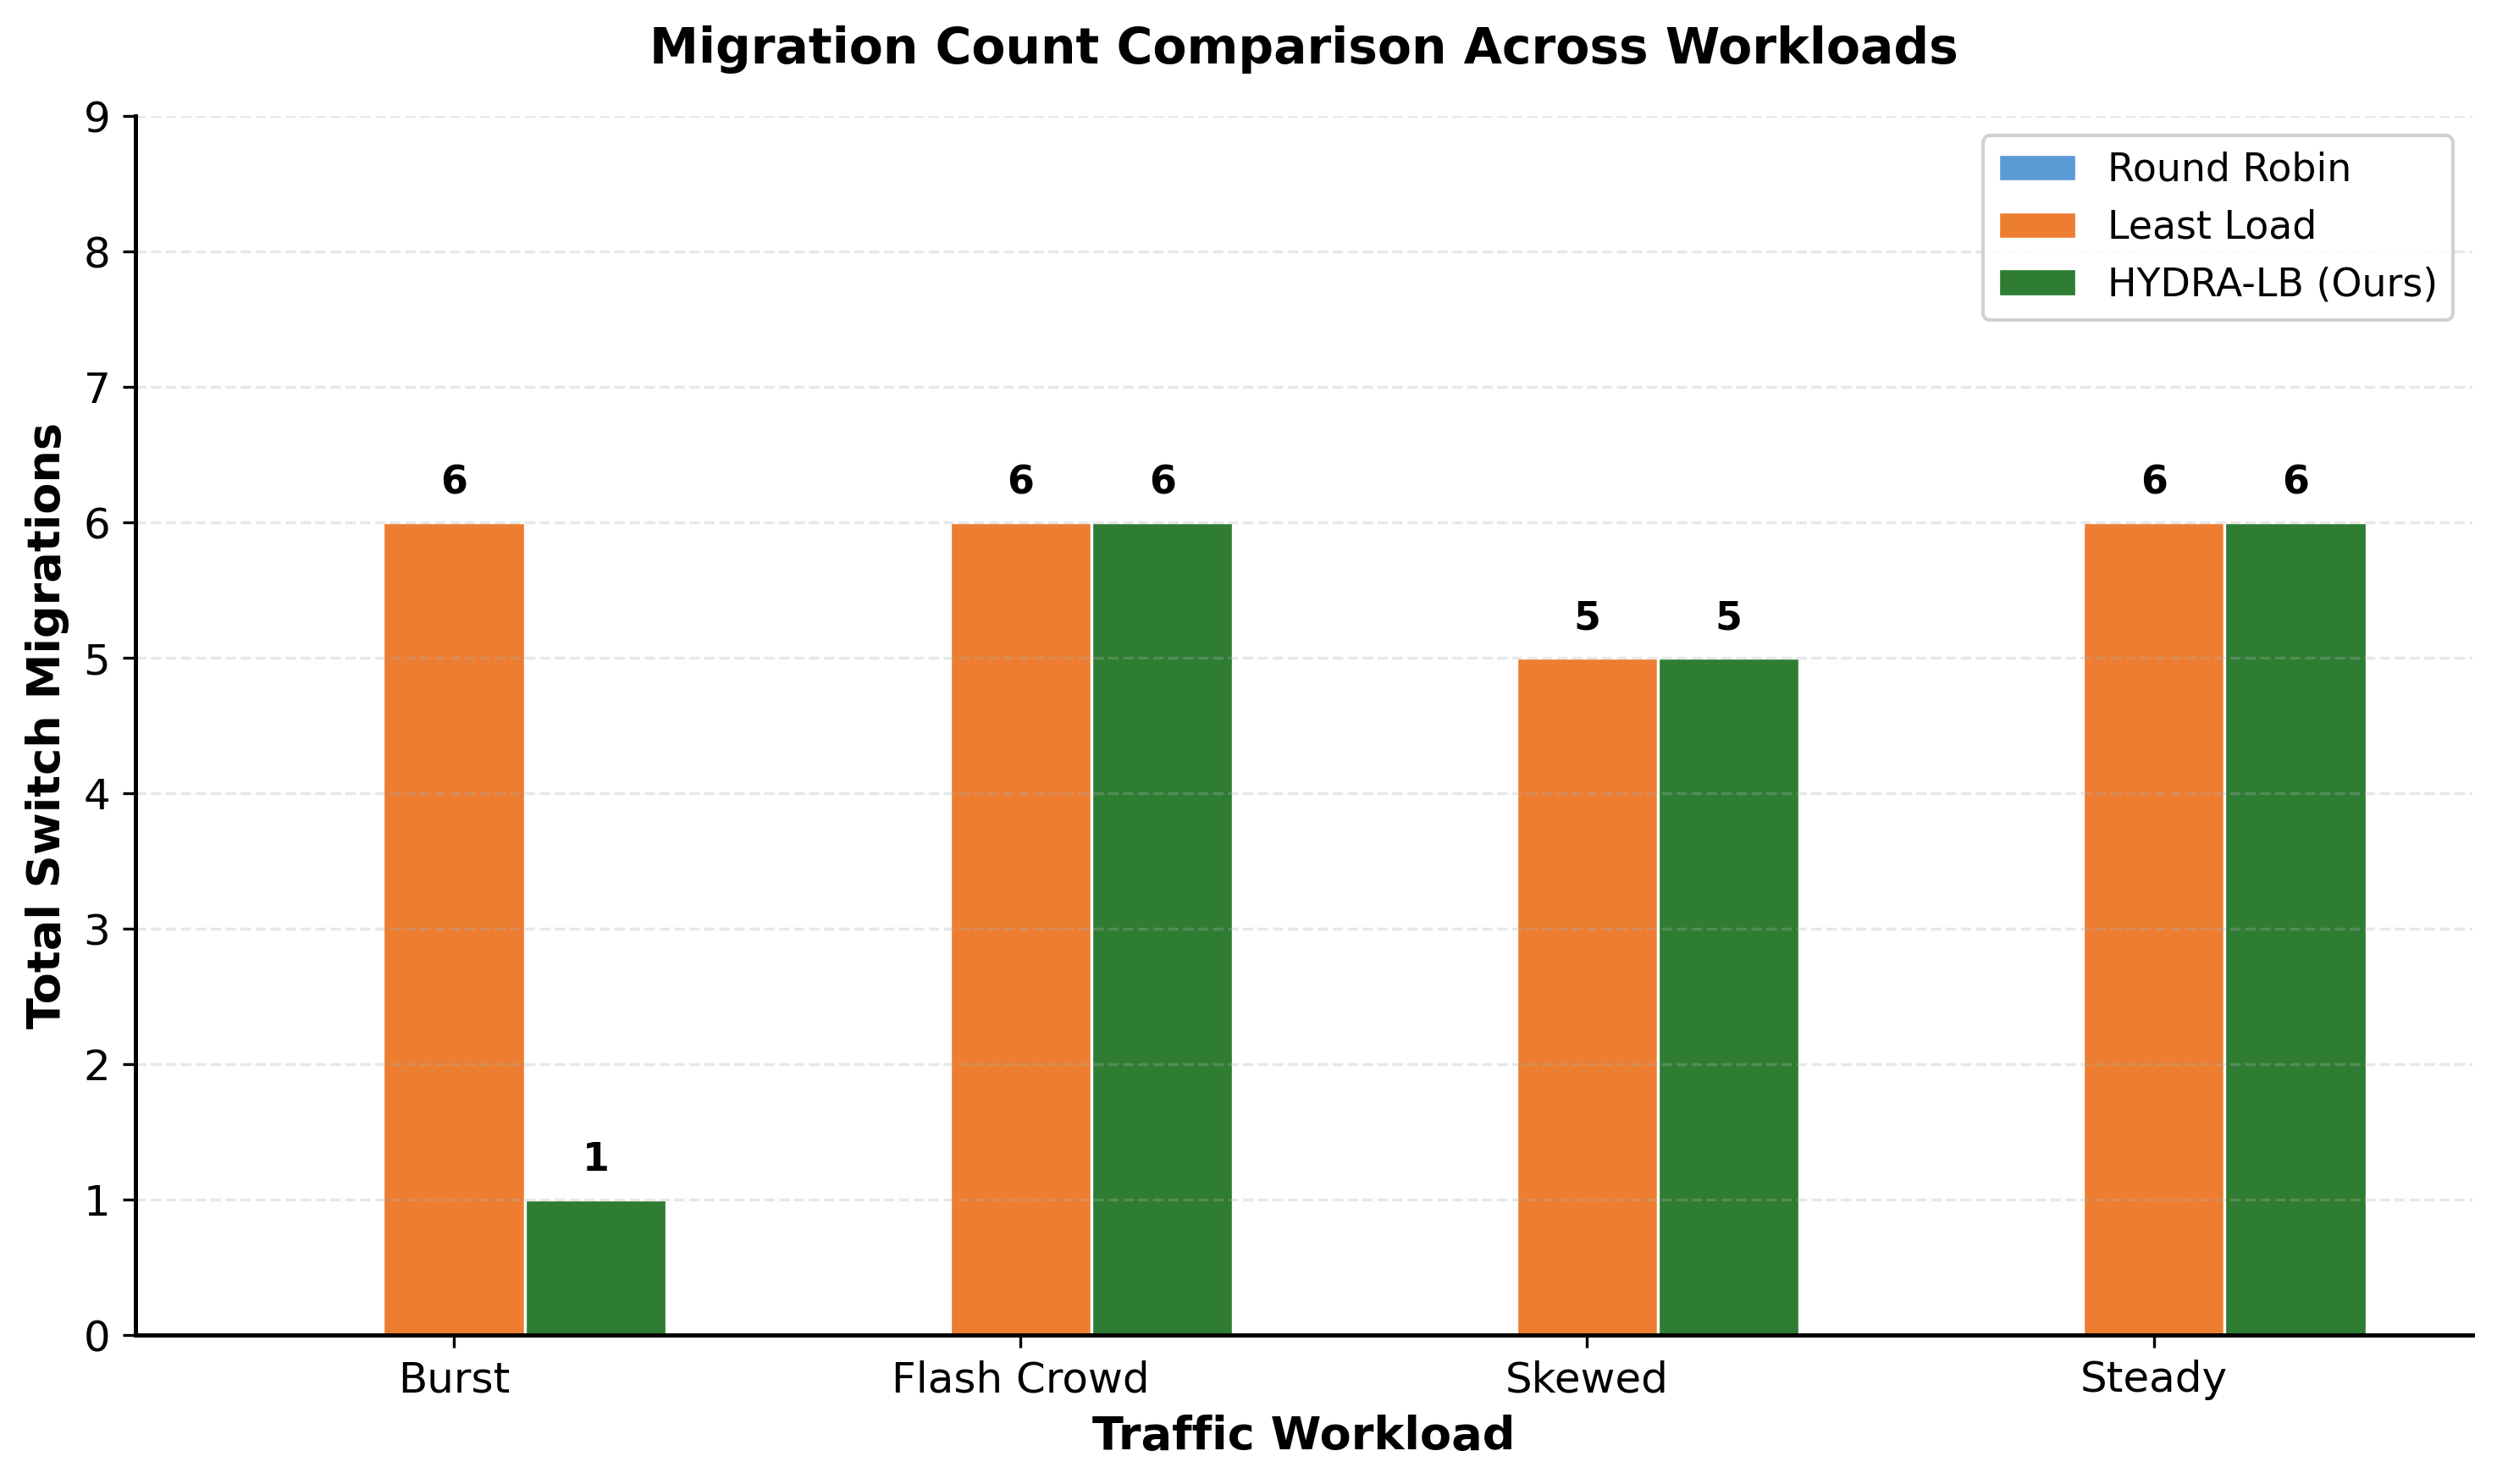 Migration Count Comparison Across Workloads
Total Switch Migrations
9
8
7
6
5
4
3
2
1
0
Round Robin
Least Load
HYDRA-LB (Ours)
6
1
6
6
5
5
6
6
Burst
Flash Crowd
Skewed
Steady
Traffic Workload